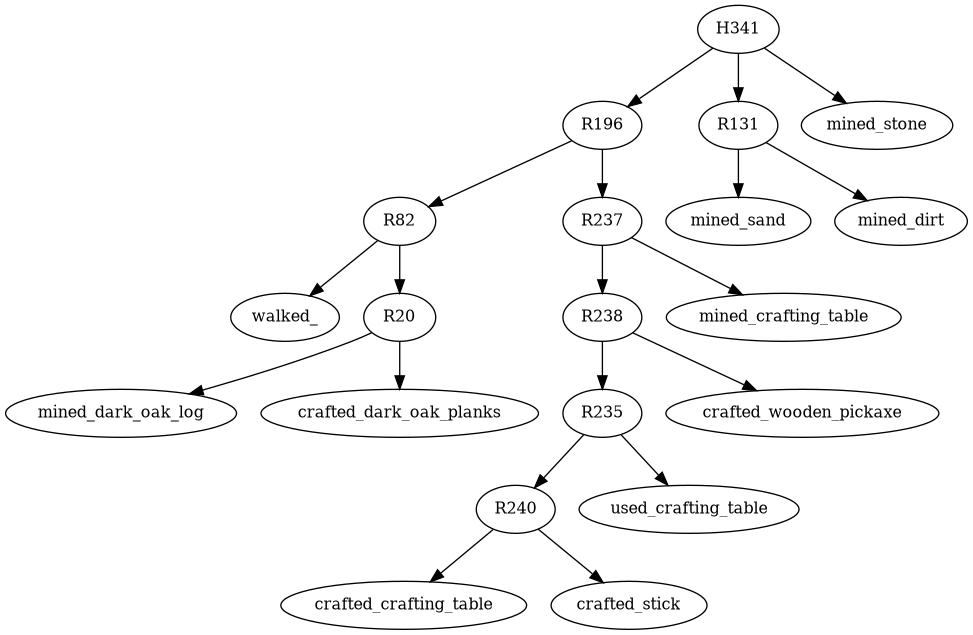 H341
R196
R131
mined_stone
R82
R237
mined_sand
mined_dirt
walked_
R20
R238
mined_crafting_table
mined_dark_oak_log
crafted_dark_oak_planks
R235
crafted_wooden_pickaxe
R240
used_crafting_table
crafted_crafting_table
crafted_stick